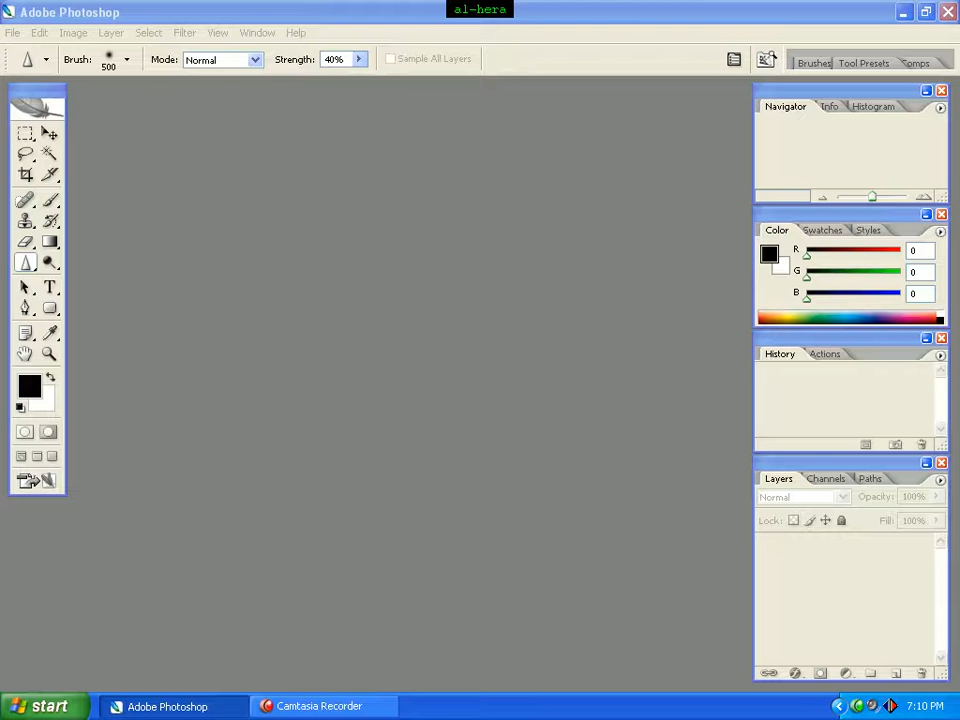 al-hera
Adobe Photoshop
File Edit Image Layer Select Filter View Window Help
Brush: 500 Mode: Normal Strength: 40% Sample All Layers Brushes Tool Presets Comps
Navigator Info Histogram
Color Swatches Styles
R 0
G 0
B 0
History Actions
Layers Channels Paths
Normal Opacity: 100%
Lock: Fill: 100%
start Adobe Photoshop Camtasia Recorder 7:10 PM